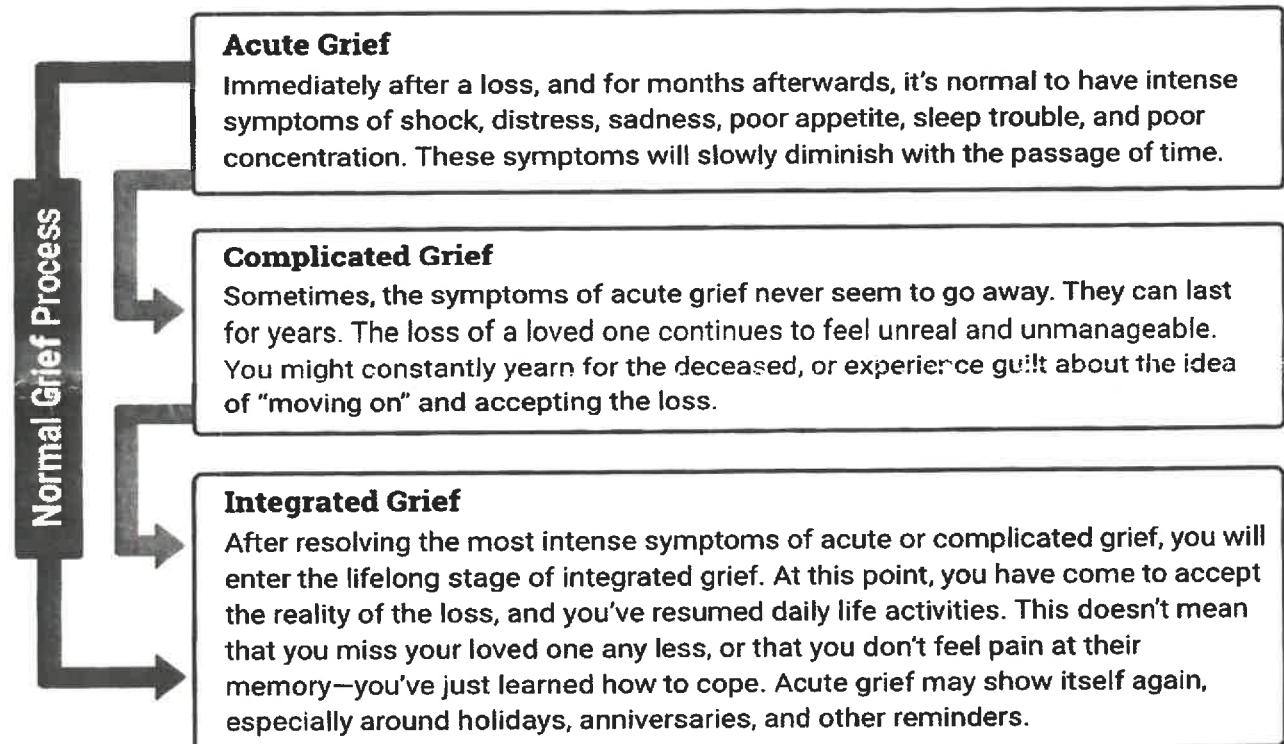 Acute Grief
Immediately after a loss, and for months afterwards, it's normal to have intense
symptoms of shock, distress, sadness, poor appetite, sleep trouble, and poor
concentration. These symptoms will slowly diminish with the passage of time.
Normal Grief Process
Complicated Grief
Sometimes, the symptoms of acute grief never seem to go away. They can last
for years. The loss of a loved one continues to feel unreal and unmanageable.
You might constantly yearn for the deceased, or experience guilt about the idea
of "moving on" and accepting the loss.
Integrated Grief
After resolving the most intense symptoms of acute or complicated grief, you will
enter the lifelong stage of integrated grief. At this point, you have come to accept
the reality of the loss, and you've resumed daily life activities. This doesn't mean
that you miss your loved one any less, or that you don't feel pain at their
memory—you've just learned how to cope. Acute grief may show itself again,
especially around holidays, anniversaries, and other reminders.